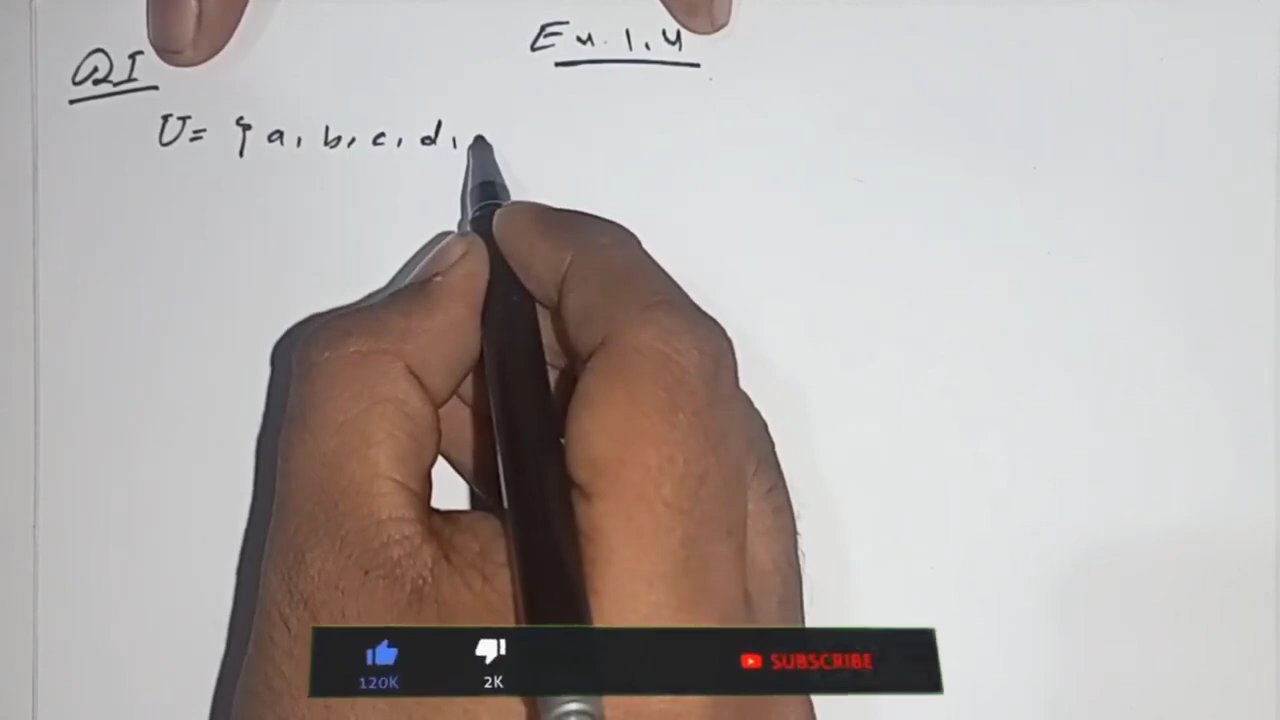 Ex. 1.4
Q1
U= { a, b, c, d,
120K
2K
SUBSCRIBE